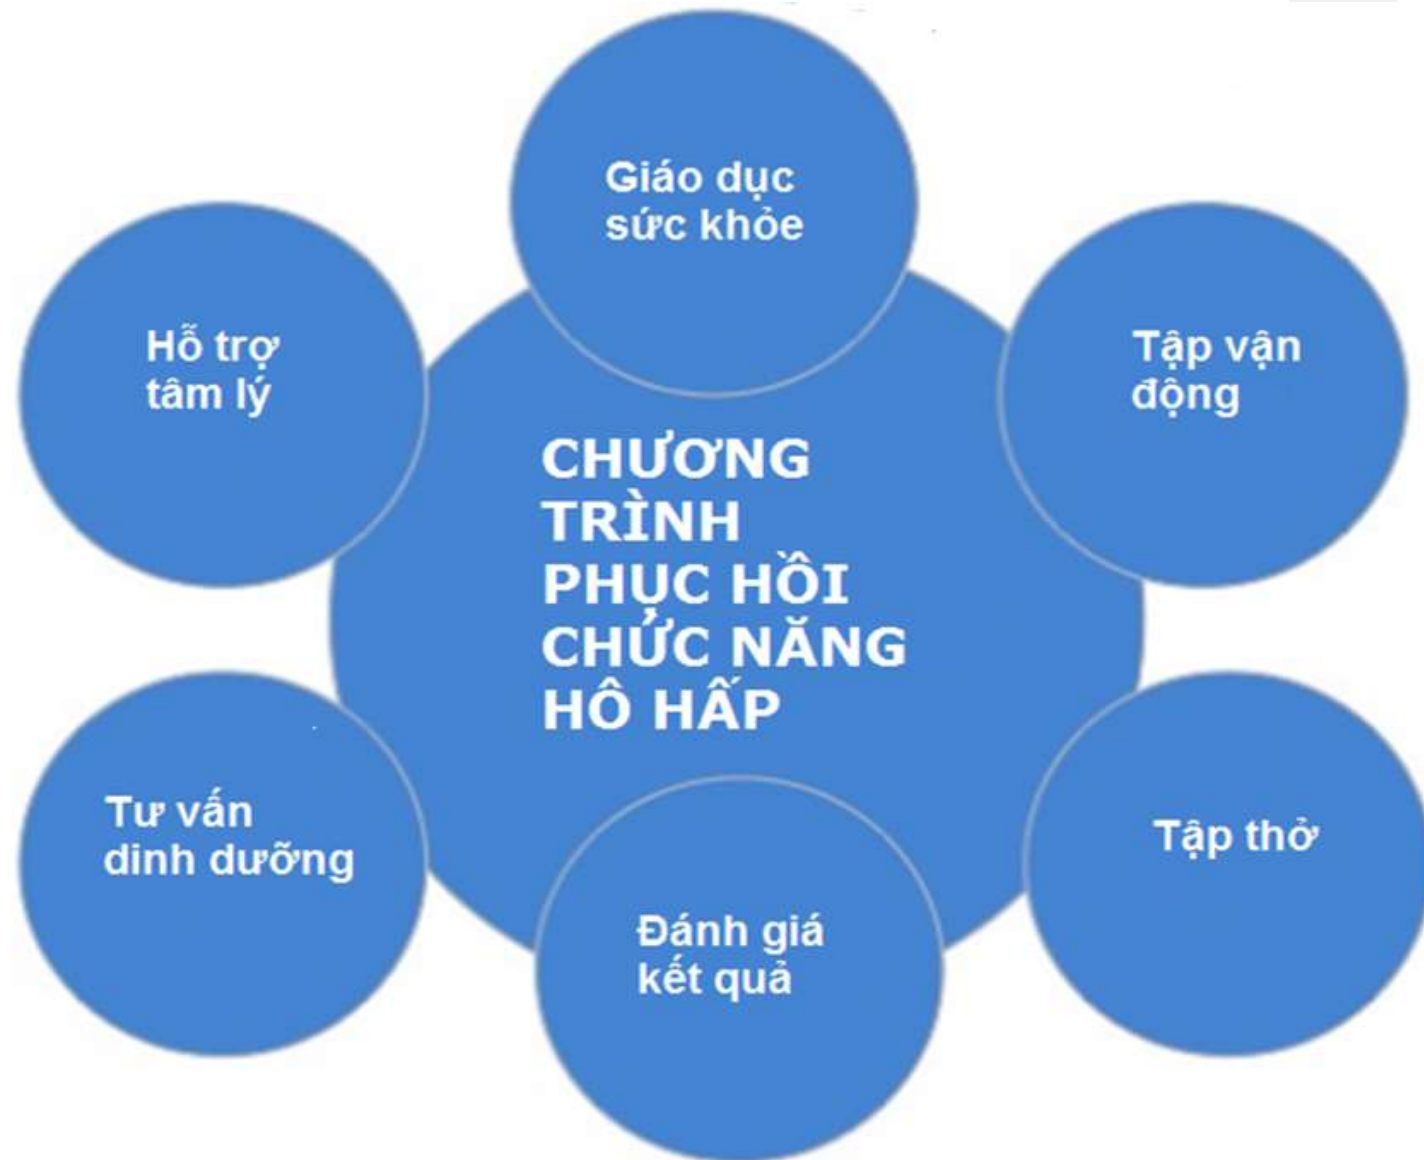 Giáo dục
sức khỏe
Hỗ trợ
tâm lý
Tập vận
động
CHƯƠNG
TRÌNH
PHỤC HỒI
CHỨC NĂNG
HÔ HẤP
Tư vấn
dinh dưỡng
Tập thở
Đánh giá
kết quả